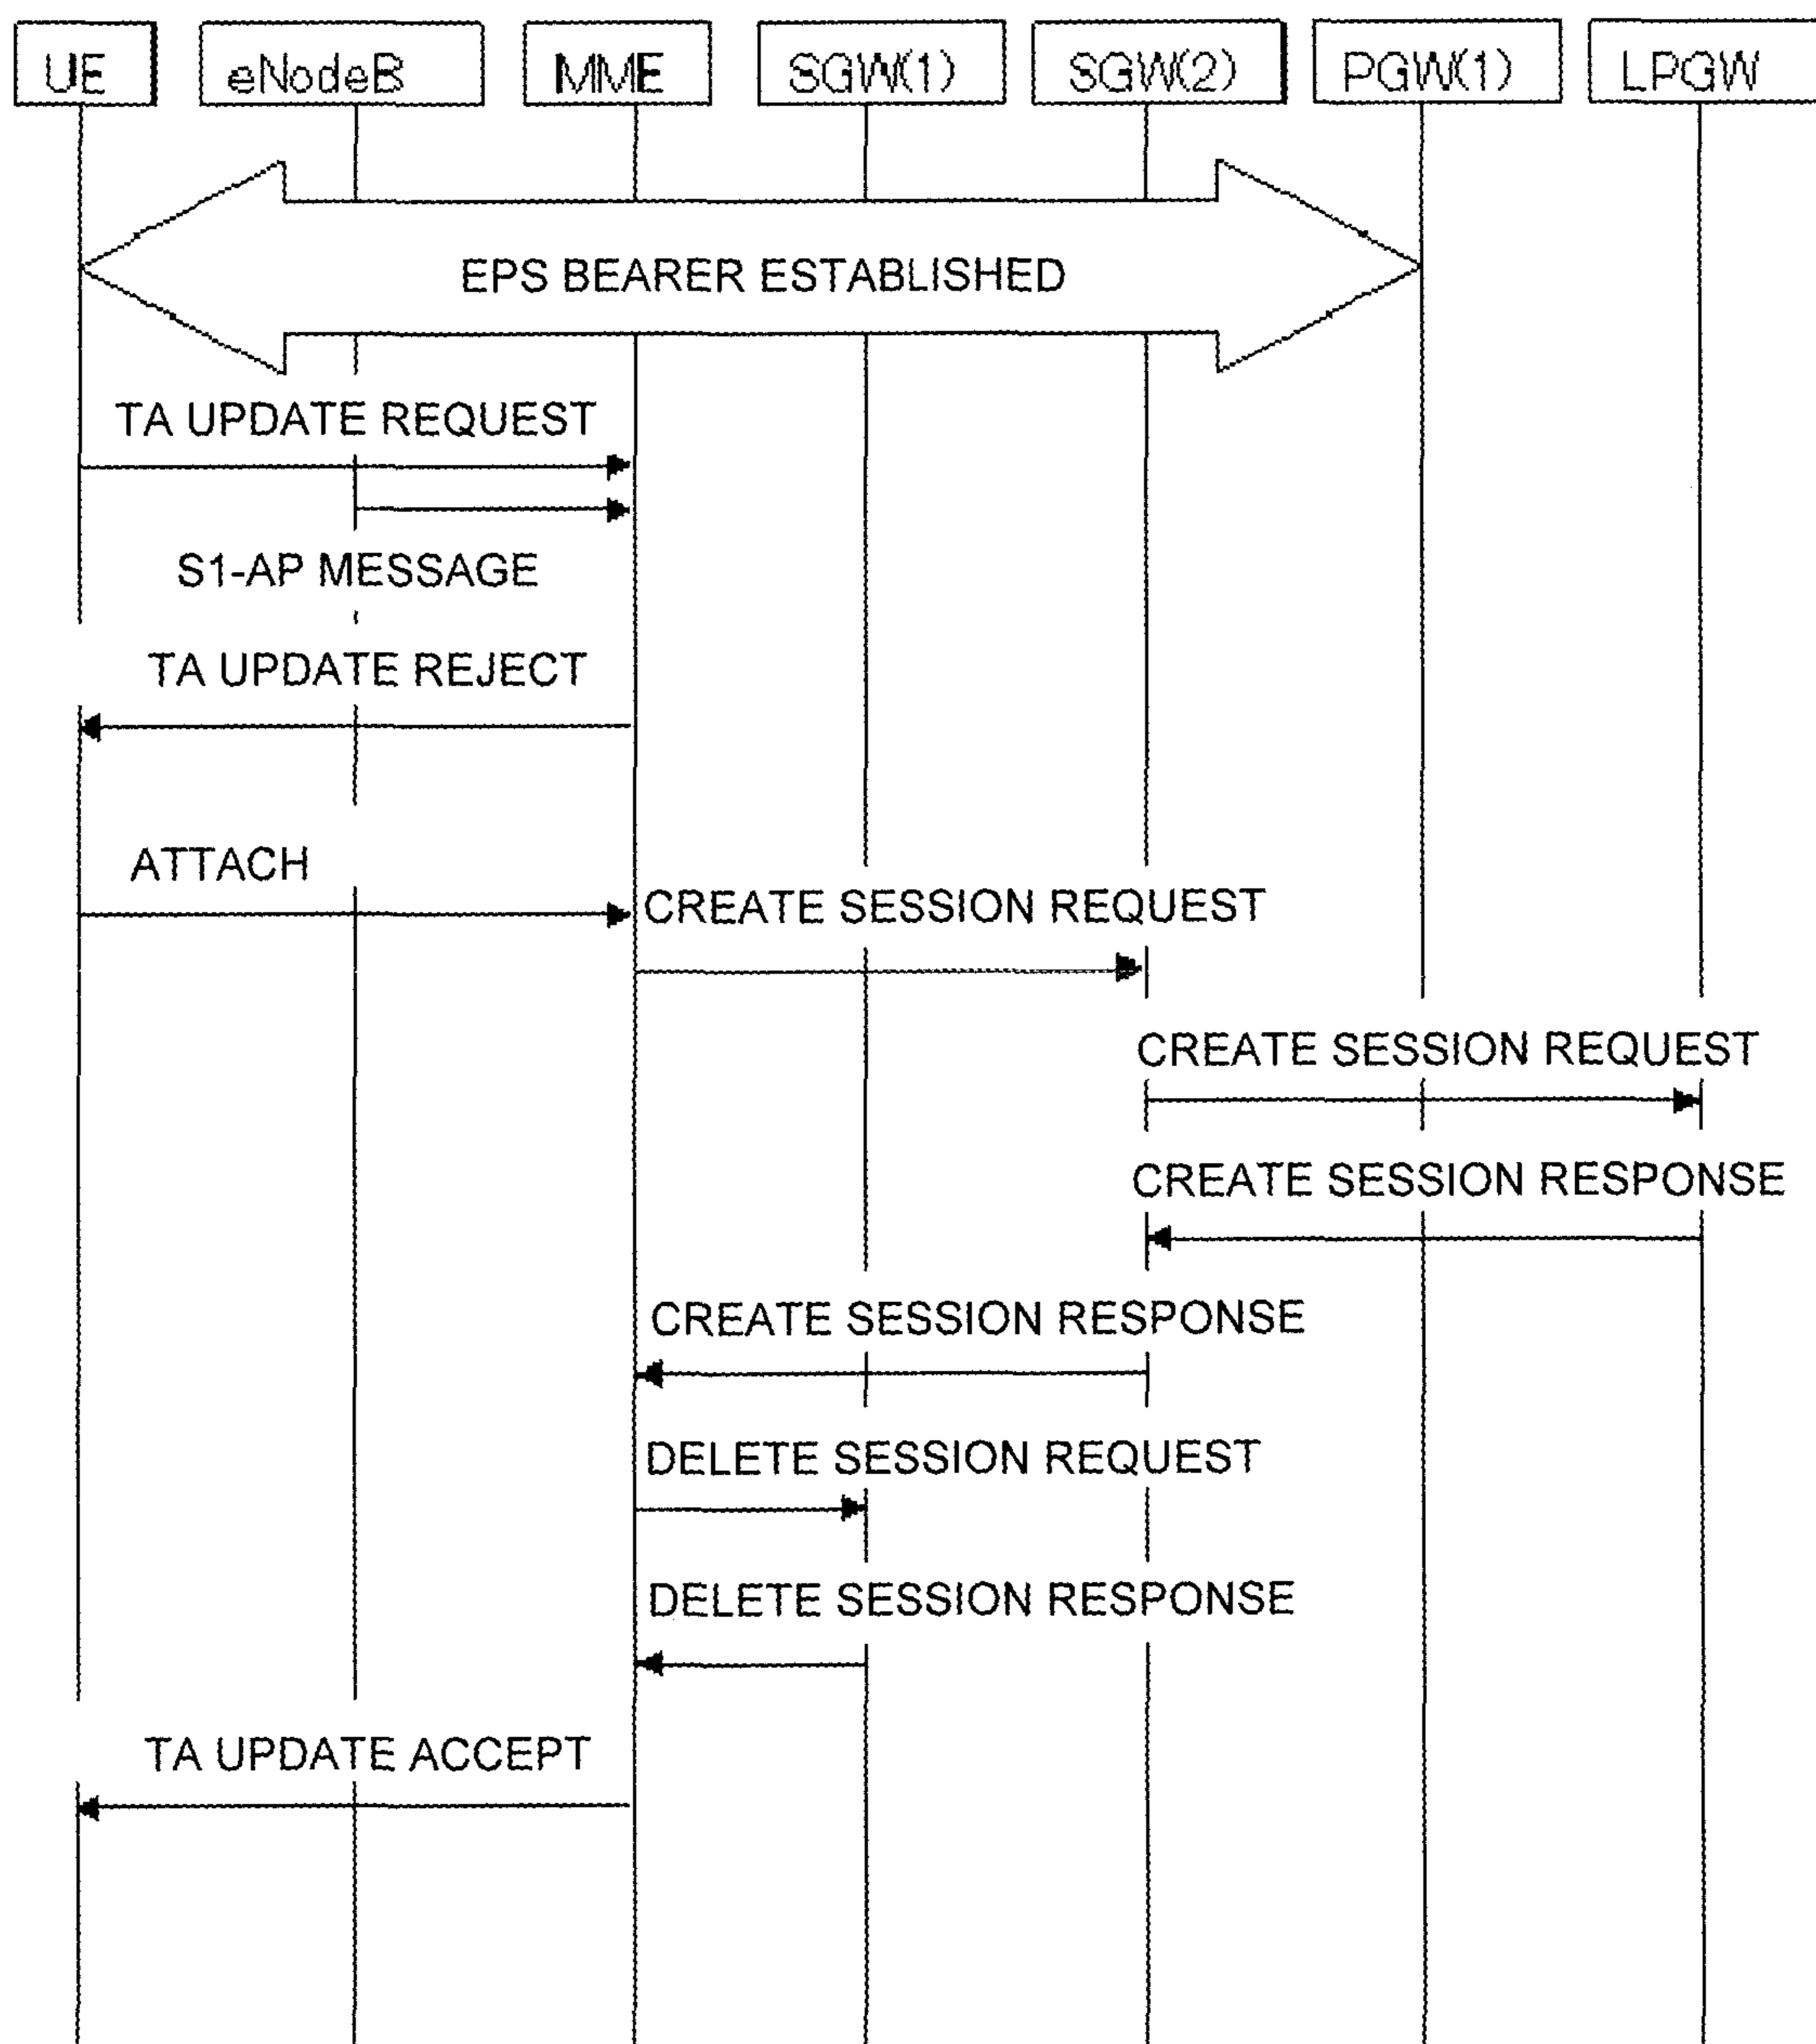 UE eNodeB MME SGW(1) SGW(2) PGW(1) LPGW
EPS BEARER ESTABLISHED
TA UPDATE REQUEST
S1-AP MESSAGE
TA UPDATE REJECT
ATTACH
CREATE SESSION REQUEST
CREATE SESSION REQUEST
CREATE SESSION RESPONSE
CREATE SESSION RESPONSE
DELETE SESSION REQUEST
DELETE SESSION RESPONSE
TA UPDATE ACCEPT